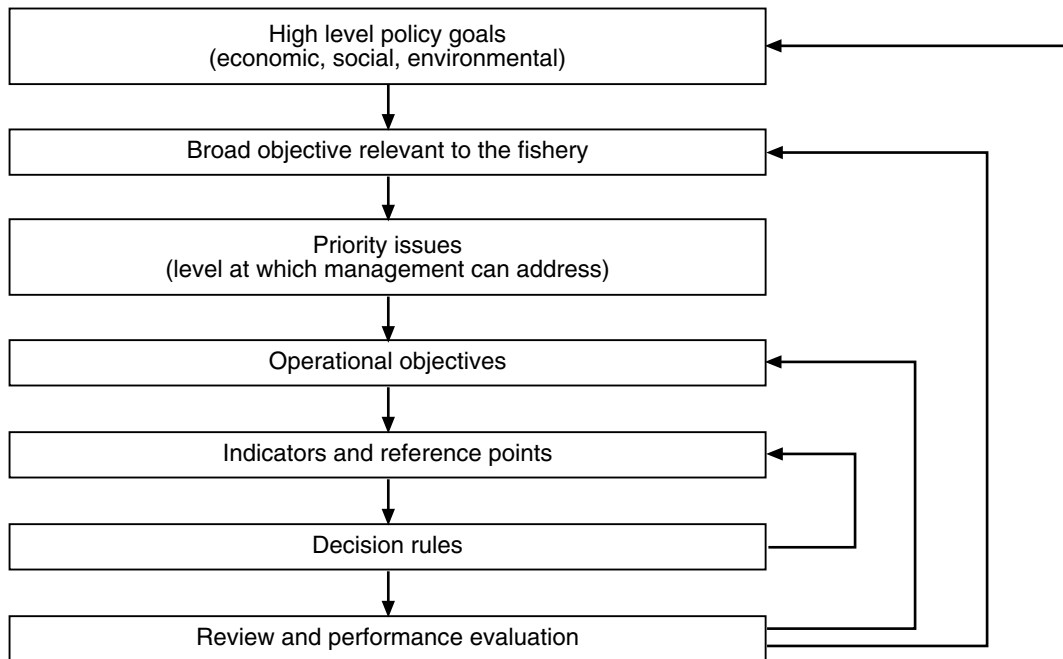 High level policy goals
(economic, social, environmental)
Broad objective relevant to the fishery
Priority issues
(level at which management can address)
Operational objectives
Indicators and reference points
Decision rules
Review and performance evaluation